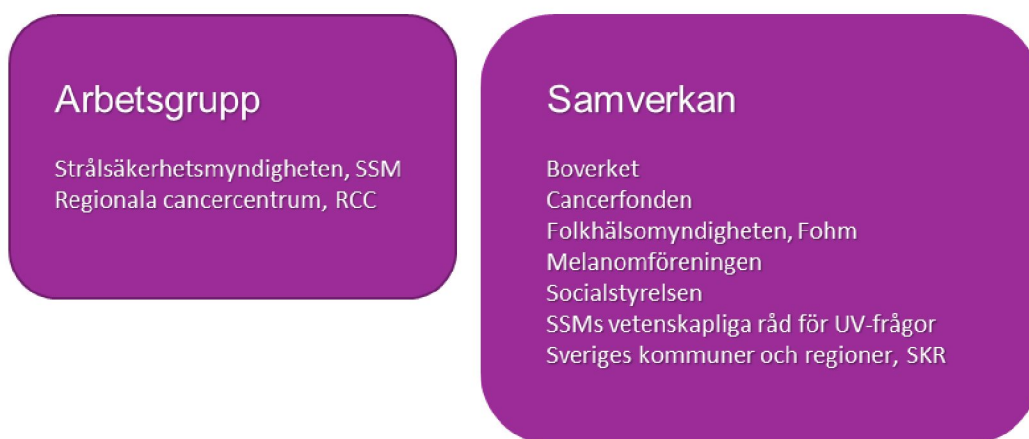 Arbetsgrupp
Strålsäkerhetsmyndigheten, SSM
Regionala cancercentrum, RCC
Samverkan
Boverket
Cancerfonden
Folkhälsomyndigheten, Fohm
Melanomföreningen
Socialstyrelsen
SSMs vetenskapliga råd för UV-frågor
Sveriges kommuner och regioner, SKR